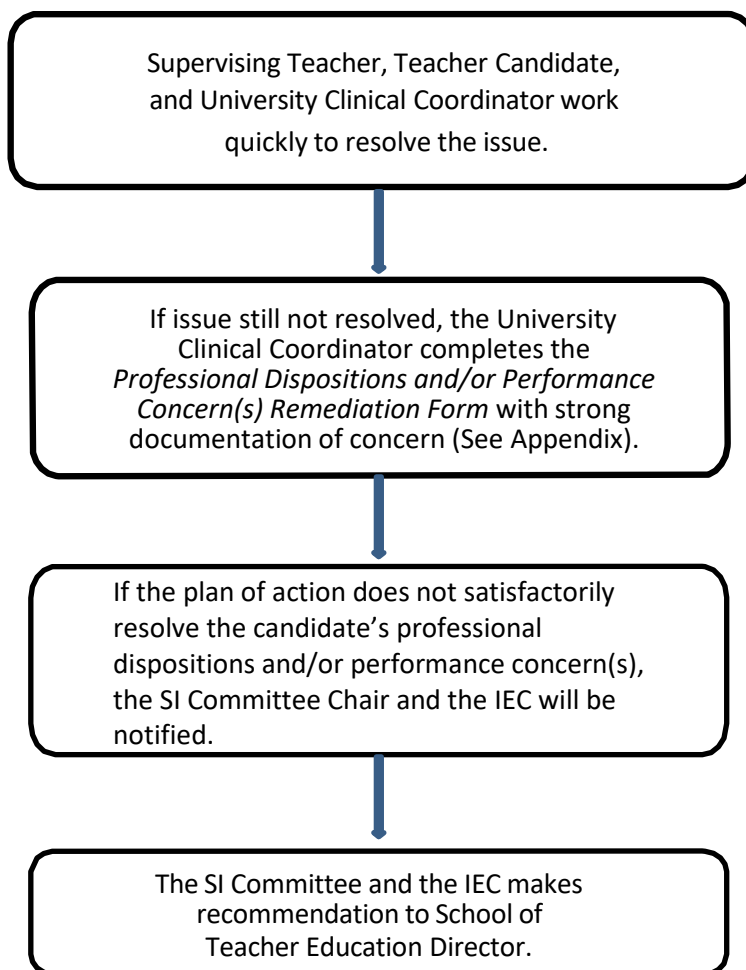 Supervising Teacher, Teacher Candidate,
and University Clinical Coordinator work
quickly to resolve the issue.
If issue still not resolved, the University
Clinical Coordinator completes the
Professional Dispositions and/or Performance
Concern(s) Remediation Form with strong
documentation of concern (See Appendix).
If the plan of action does not satisfactorily
resolve the candidate’s professional
dispositions and/or performance concern(s),
the SI Committee Chair and the IEC will be
notified.
The SI Committee and the IEC makes
recommendation to School of
Teacher Education Director.